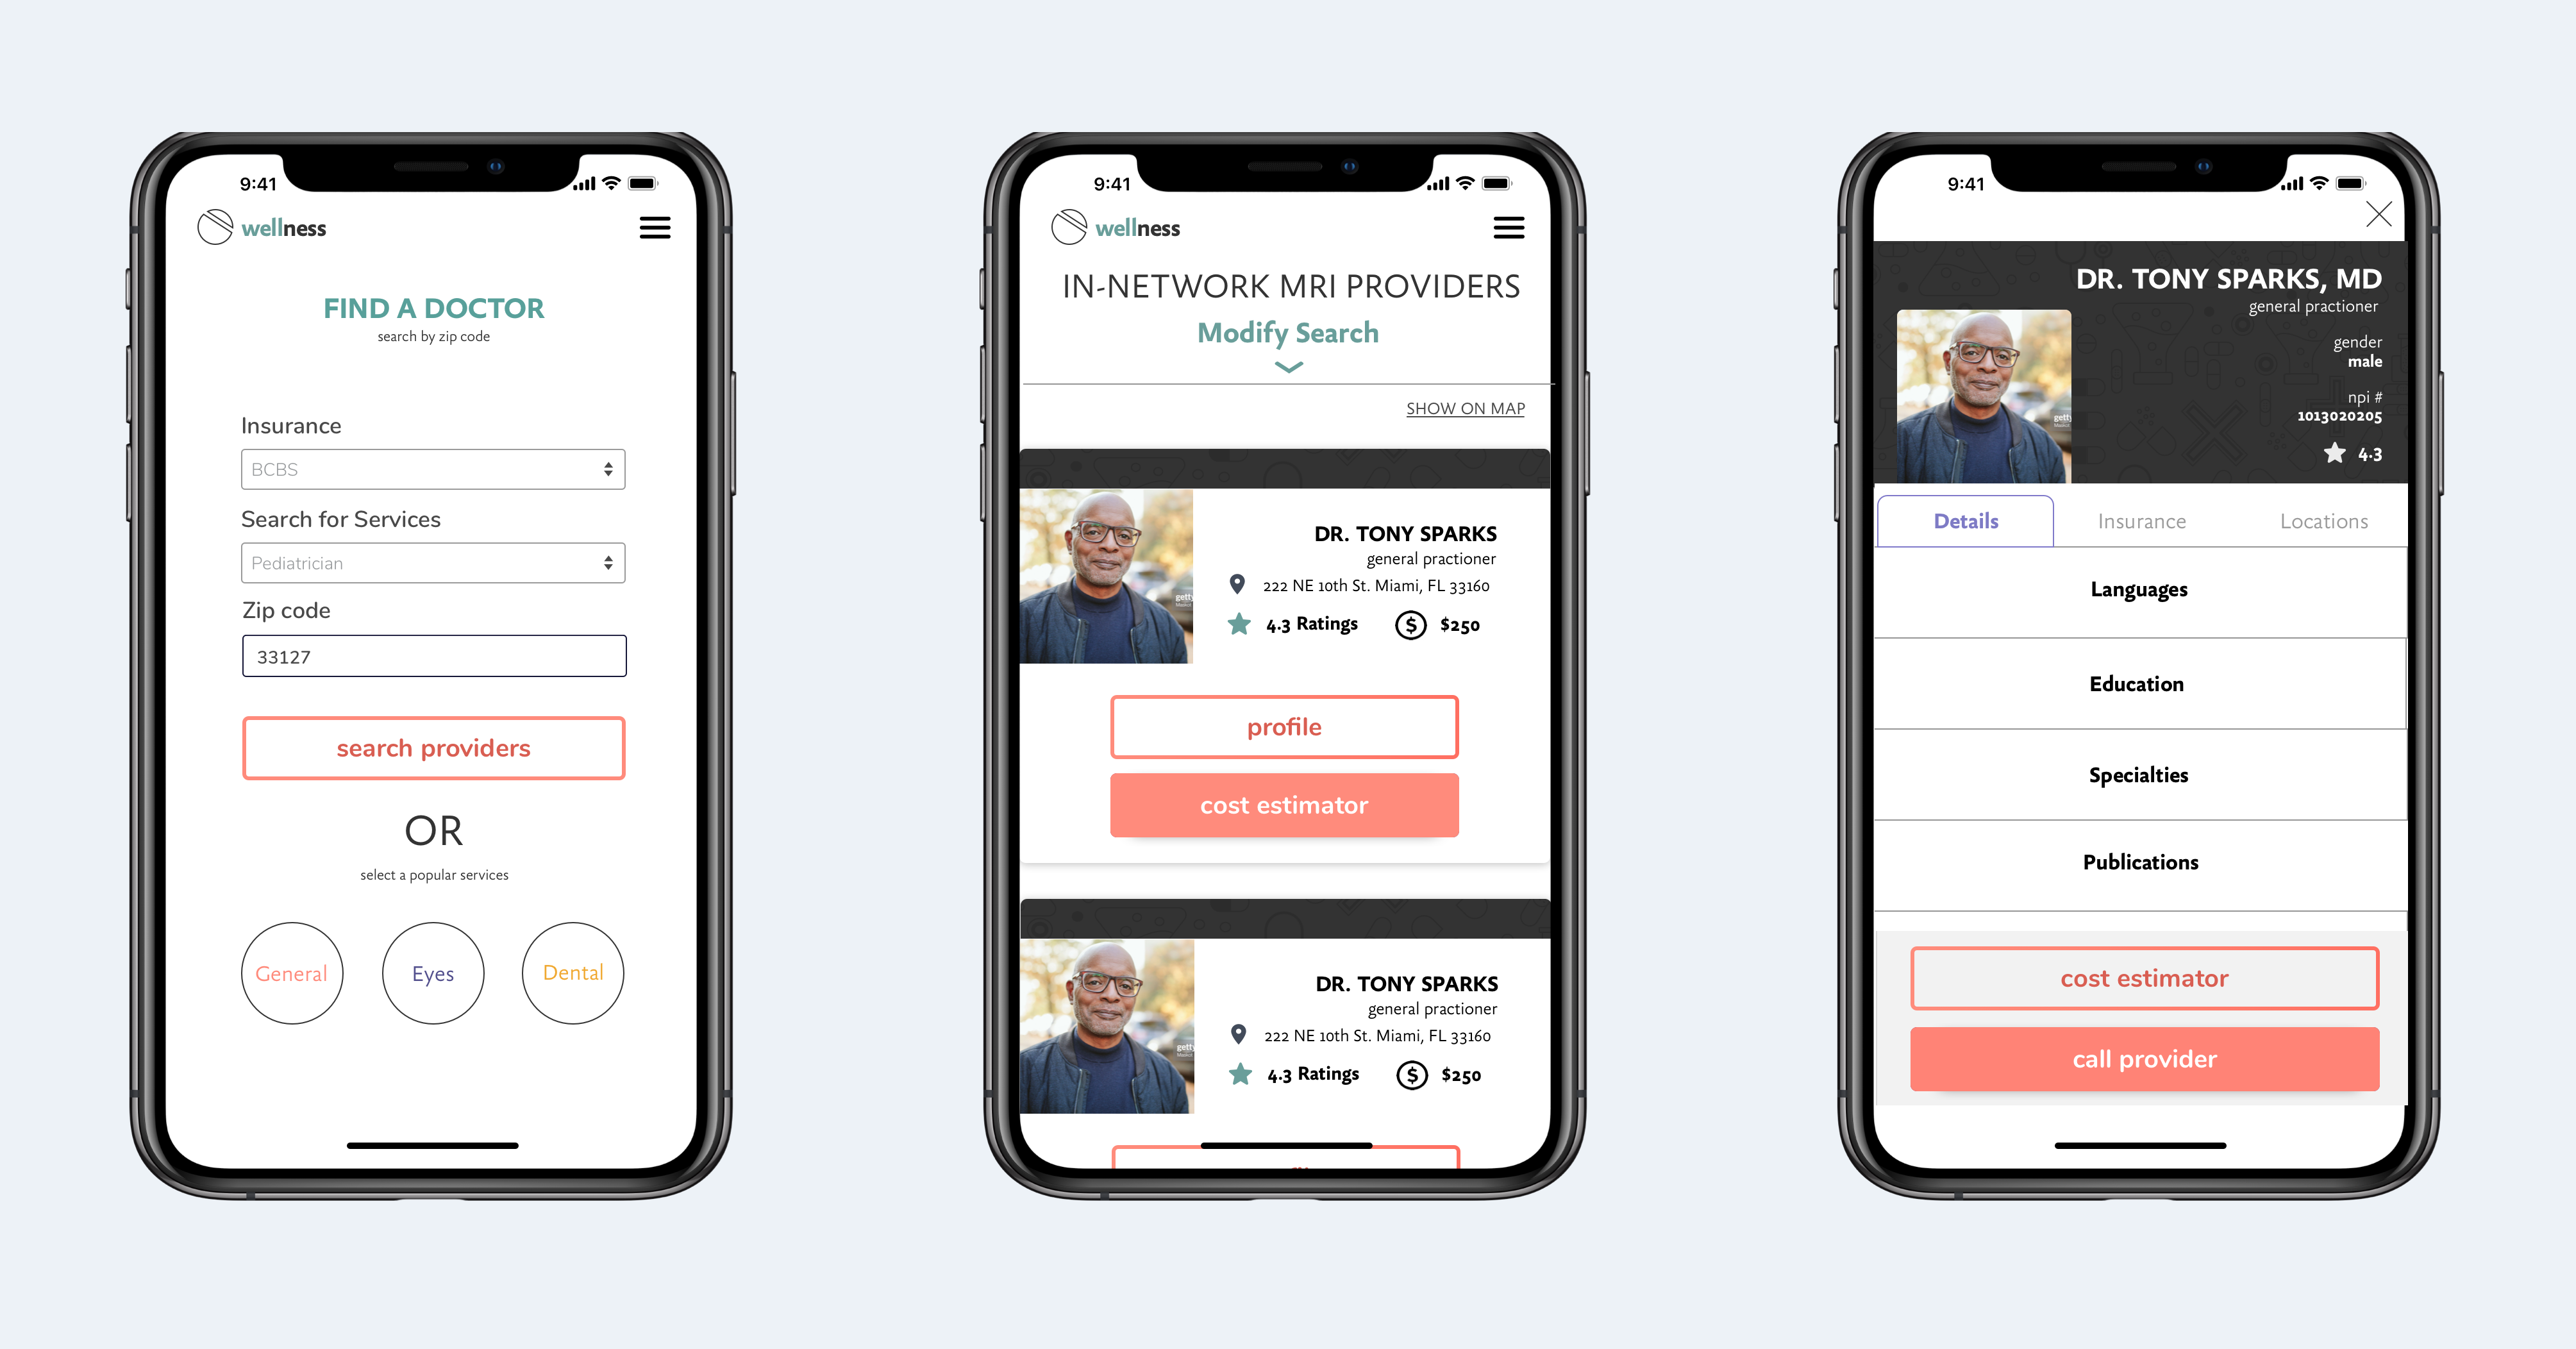 9:41
wellness
FIND A DOCTOR
search by zip code
Insurance
BCBS
Search for Services
Pediatrician
Zip code
33127
search providers
OR
select a popular services
General Eyes Dental
9:41
wellness
IN-NETWORK MRI PROVIDERS
Modify Search
SHOW ON MAP
DR. TONY SPARKS
general practioner
222 NE 10th St. Miami, FL 33160
4.3 Ratings $250
profile
cost estimator
DR. TONY SPARKS
general practioner
222 NE 10th St. Miami, FL 33160
4.3 Ratings $250
9:41
DR. TONY SPARKS, MD
general practioner
gender
male
npi #
1013020205
4.3
Details Insurance Locations
Languages
Education
Specialties
Publications
cost estimator
call provider